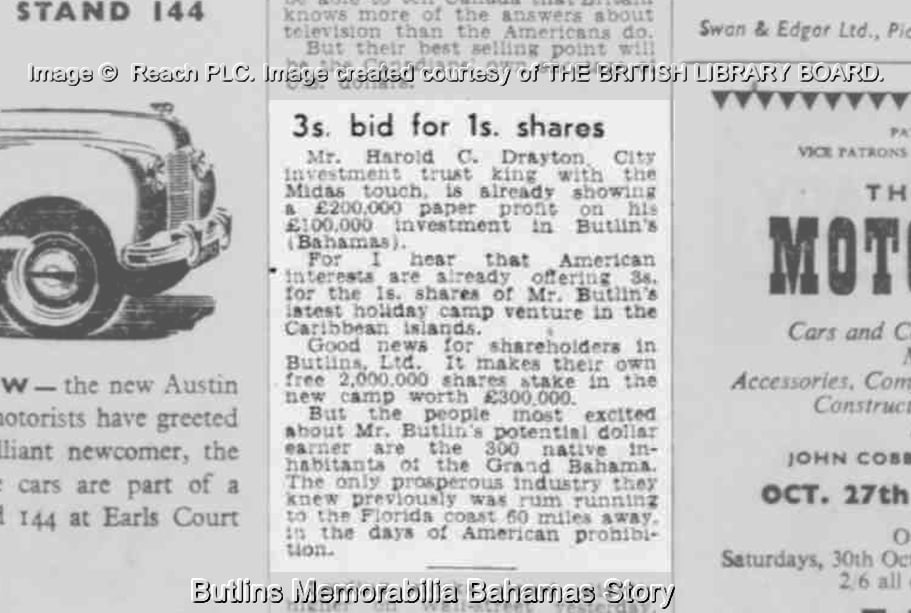 STAND 144
knows more of the answers about
television than the Americans do.
But their best selling point will
Image © Reach PLC. Image created courtesy of THE BRITISH LIBRARY BOARD.
Swan & Edgar Ltd.,
3s. bid for 1s. shares
Mr. Harold C. Drayton, City
investment trust king with the
Midas touch, is already showing
a £200,000 paper profit on his
£100,000 investment in Butlin's
(Bahamas).
For I hear that American
interests are already offering 3s.
for the 1s. shares of Mr. Butlin's
latest holiday camp venture in the
Caribbean islands.
Good news for shareholders in
Butlins, Ltd. It makes their own
free 2,000,000 shares stake in the
new camp worth £300,000.
But the people most excited
about Mr. Butlin's potential dollar
earner are the 300 native in-
habitants of the Grand Bahama.
The only prosperous industry they
knew previously was rum running
to the Florida coast 60 miles away,
in the days of American prohibi-
tion.
the new Austin
have greeted
newcomer, the
cars are part of a
144 at Earls Court
VICE PATRONS
Cars and
Accessories,
OCT. 27th
Saturdays, 30th
2/6 all
Butlins Memorabilia Bahamas Story